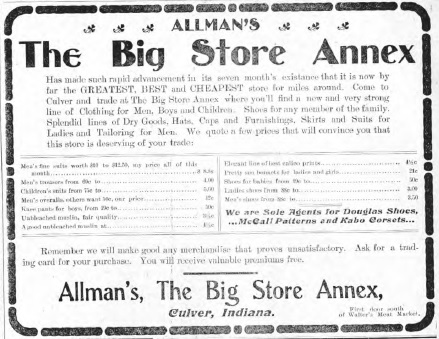 ALLMAN'S
The Big Store Annex
Has made such rapid advancement in its seven month's existance that it is now by
far the GREATEST, BEST and CHEAPEST store for miles around. Come to
Culver and trade at The Big Store Annex where you'll find a new and very strong
line of Clothing for Men, Boys and Children. Shoes for any member of the family.
Splendid lines of Dry Goods, Hats, Caps and Furnishings, Skirts and Suits for
Ladies and Tailoring for Men. We quote a few prices that will convince you that
this store is deserving of your trade:
Men's fine suits worth $10 to $12.50, my price all of this
month
Men's trousers from to 4.00
Children's suits from 75c to 5.00
Men's overalls, others want 50c, our price
Knee pants for boys, from 19c to
Unbleached muslin, fair quality
A good unbleached muslin at
Elegant line of best calico prices
Pretty sun bonnets for ladies and girls
Shoes for babies from to 50c
Ladies shoes from to 3.00
Men's shoes from to 3.50
We are Sole Agents for Douglas Shoes,
...McCall Patterns and Kabo Corsets...
Remember we will make good any merchandise that proves unsatisfactory. Ask for a trad-
ing card for your purchase. You will receive valuable premiums free.
Allman's, The Big Store Annex,
Culver, Indiana.
First door south
of Walter's Meat Market.